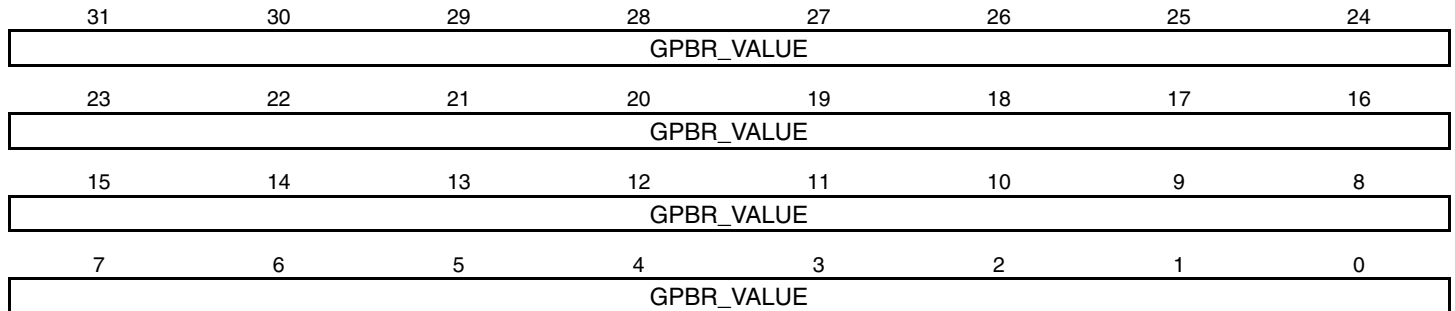 31 30 29 28 27 26 25 24
GPBR_VALUE
23 22 21 20 19 18 17 16
GPBR_VALUE
15 14 13 12 11 10 9 8
GPBR_VALUE
7 6 5 4 3 2 1 0
GPBR_VALUE